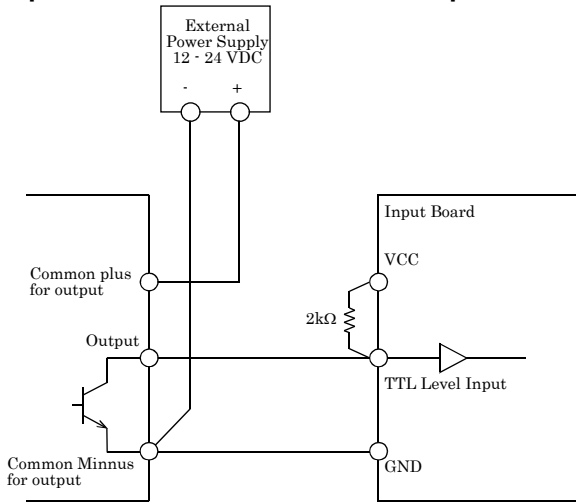 External
Power Supply
12 - 24 VDC
- +
Input Board
VCC
Common plus
for output
2kΩ
Output
TTL Level Input
Common Minnus
for output
GND